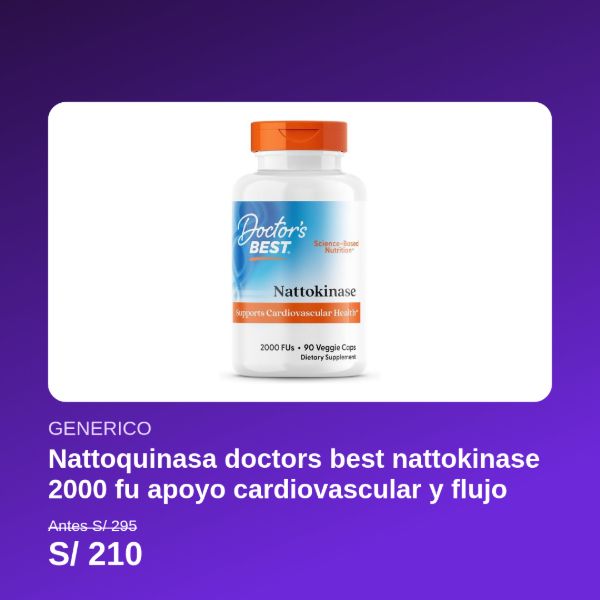 Doctor's
BEST
Science-Based
Nutrition
Nattokinase
Supports Cardiovascular Health*
2000 FUs • 90 Veggie Caps
Dietary Supplement
GENERICO
Nattoquinasa doctors best nattokinase
2000 fu apoyo cardiovascular y flujo
Antes S/ 295
S/ 210